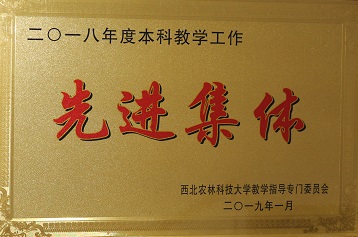 二〇一八年度本科教学工作
先进集体
西北农林科技大学教学指导专门委员会
二〇一九年一月